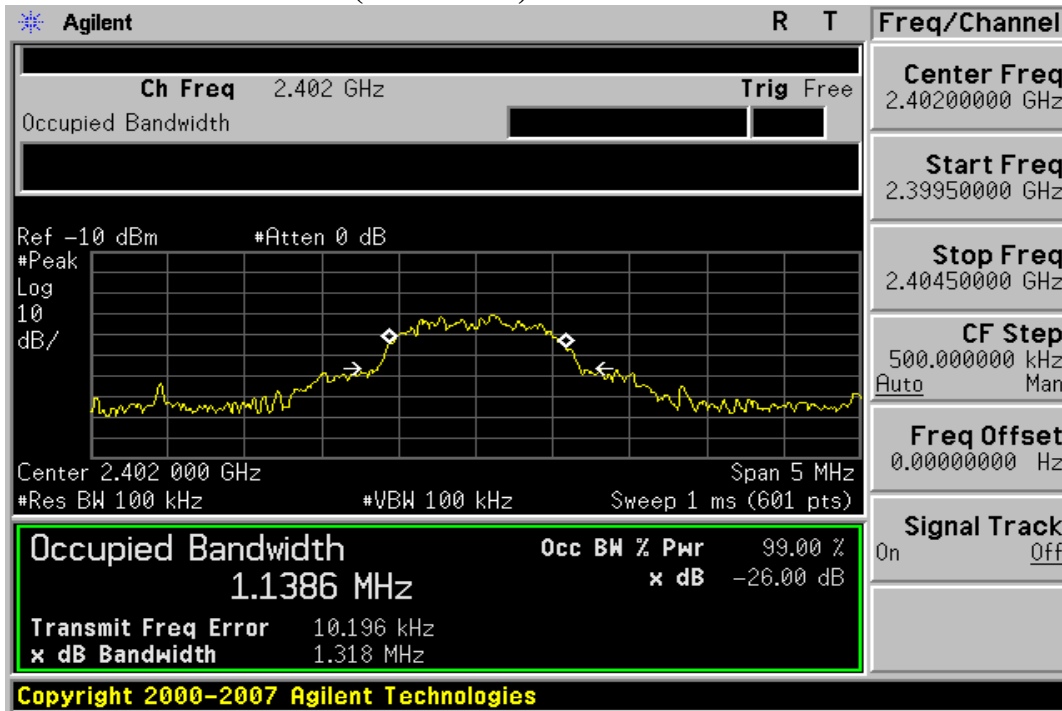 Agilent R T Freq/Channel
Ch Freq 2.402 GHz Trig Free
Occupied Bandwidth
Center Freq
2.40200000 GHz
Start Freq
2.39950000 GHz
Stop Freq
2.40450000 GHz
CF Step
500.000000 kHz
Auto Man
Freq Offset
0.00000000 Hz
Signal Track
On Off
Ref -10 dBm #Atten 0 dB
#Peak
Log
10
dB/
Center 2.402 000 GHz Span 5 MHz
#Res BW 100 kHz #VBW 100 kHz Sweep 1 ms (601 pts)
Occupied Bandwidth Occ BW % Pwr 99.00 %
1.1386 MHz x dB -26.00 dB
Transmit Freq Error 10.196 kHz
x dB Bandwidth 1.318 MHz
Copyright 2000-2007 Agilent Technologies